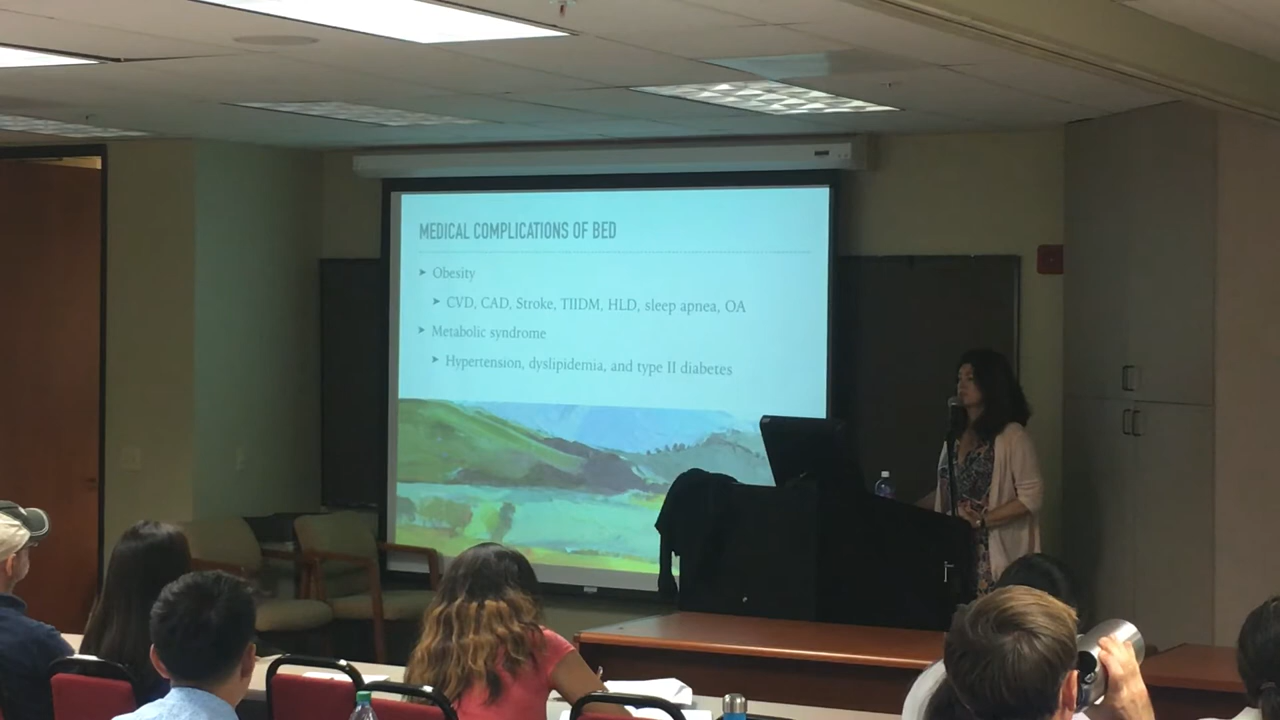 MEDICAL COMPLICATIONS OF BED
➤ Obesity
➤ CVD, CAD, Stroke, TIIDM, HLD, sleep apnea, OA
➤ Metabolic syndrome
➤ Hypertension, dyslipidemia, and type II diabetes